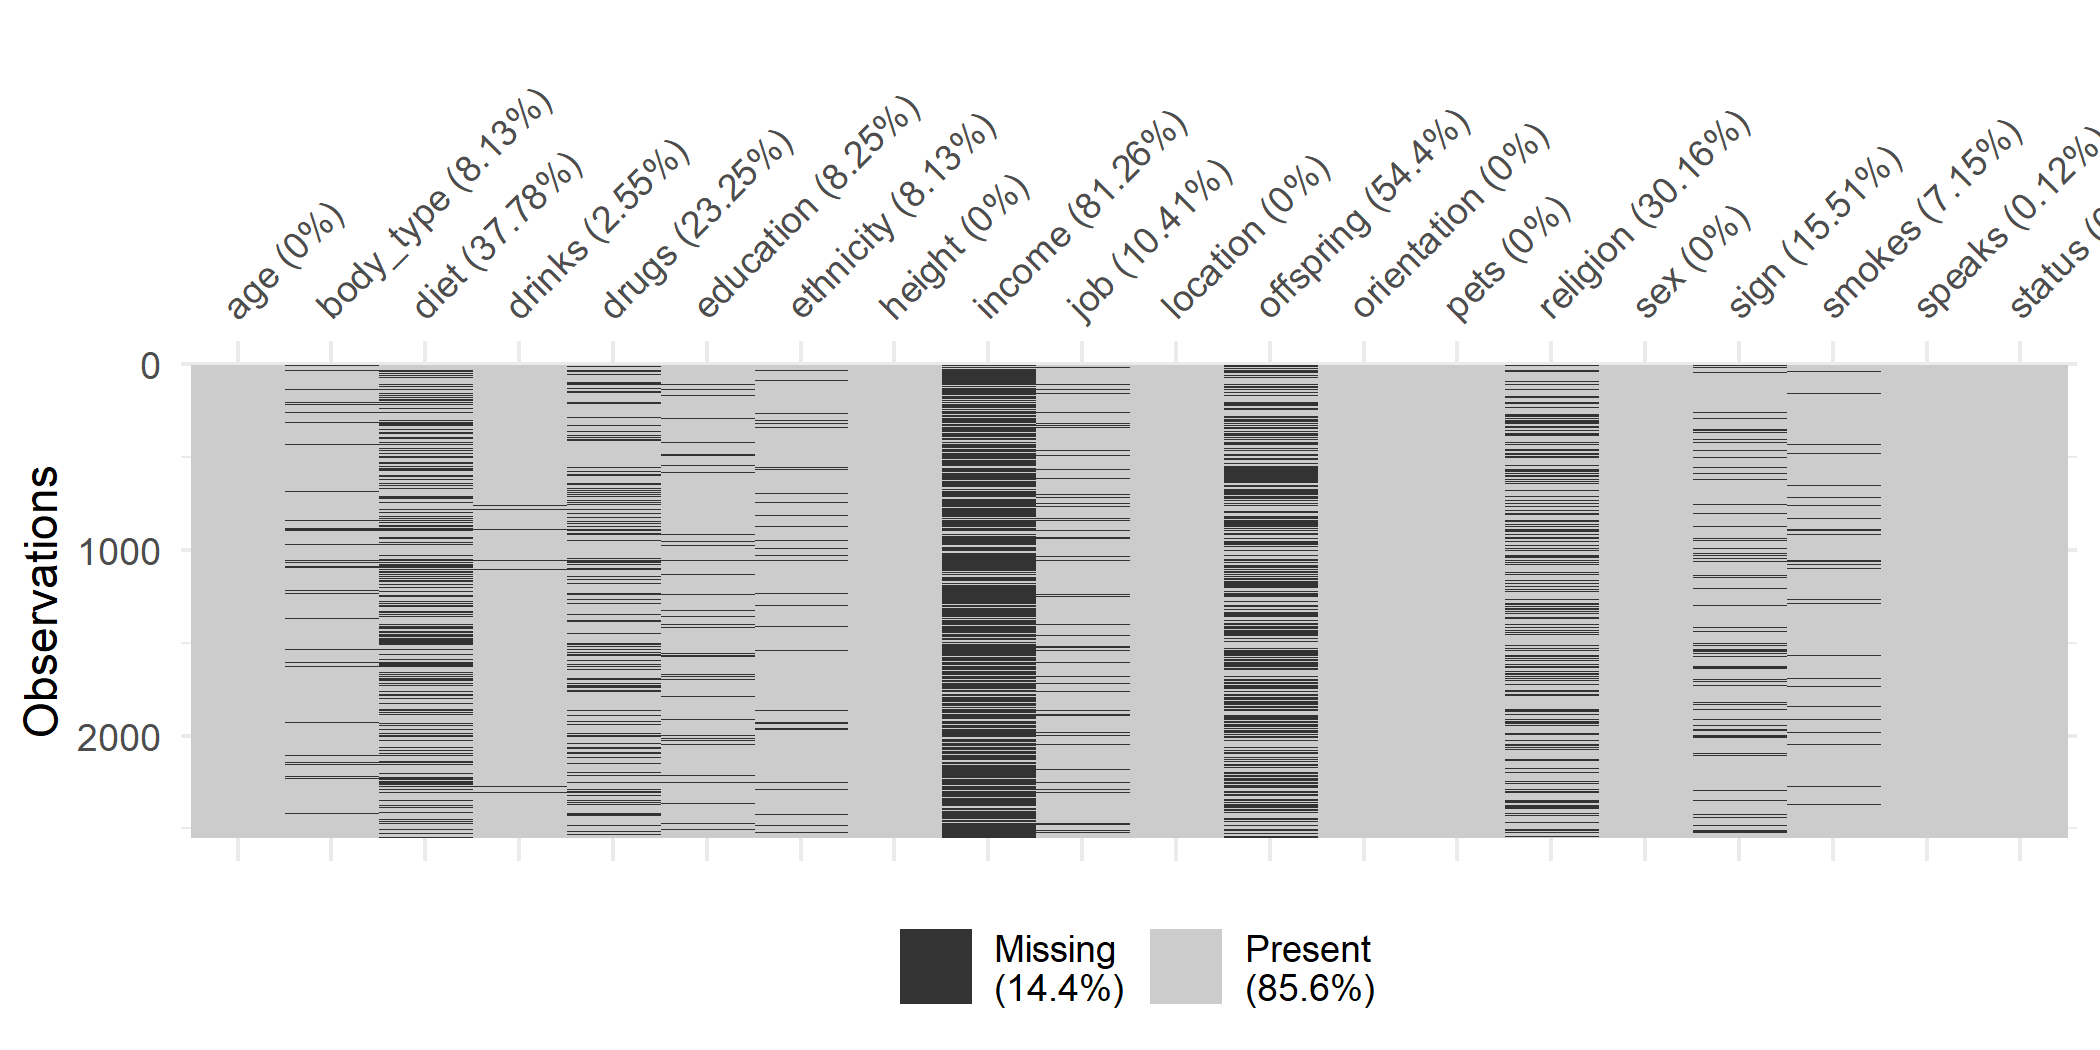 age (0%)
body_type (8.13%)
diet (37.78%)
drinks (2.55%)
drugs (23.25%)
education (8.25%)
ethnicity (8.13%)
height (0%)
income (81.26%)
job (10.41%)
location (0%)
offspring (54.4%)
orientation (0%)
pets (0%)
religion (30.16%)
sex (0%)
sign (15.51%)
smokes (7.15%)
speaks (0.12%)
status (
0
1000
2000
Observations
Missing
(14.4%)
Present
(85.6%)